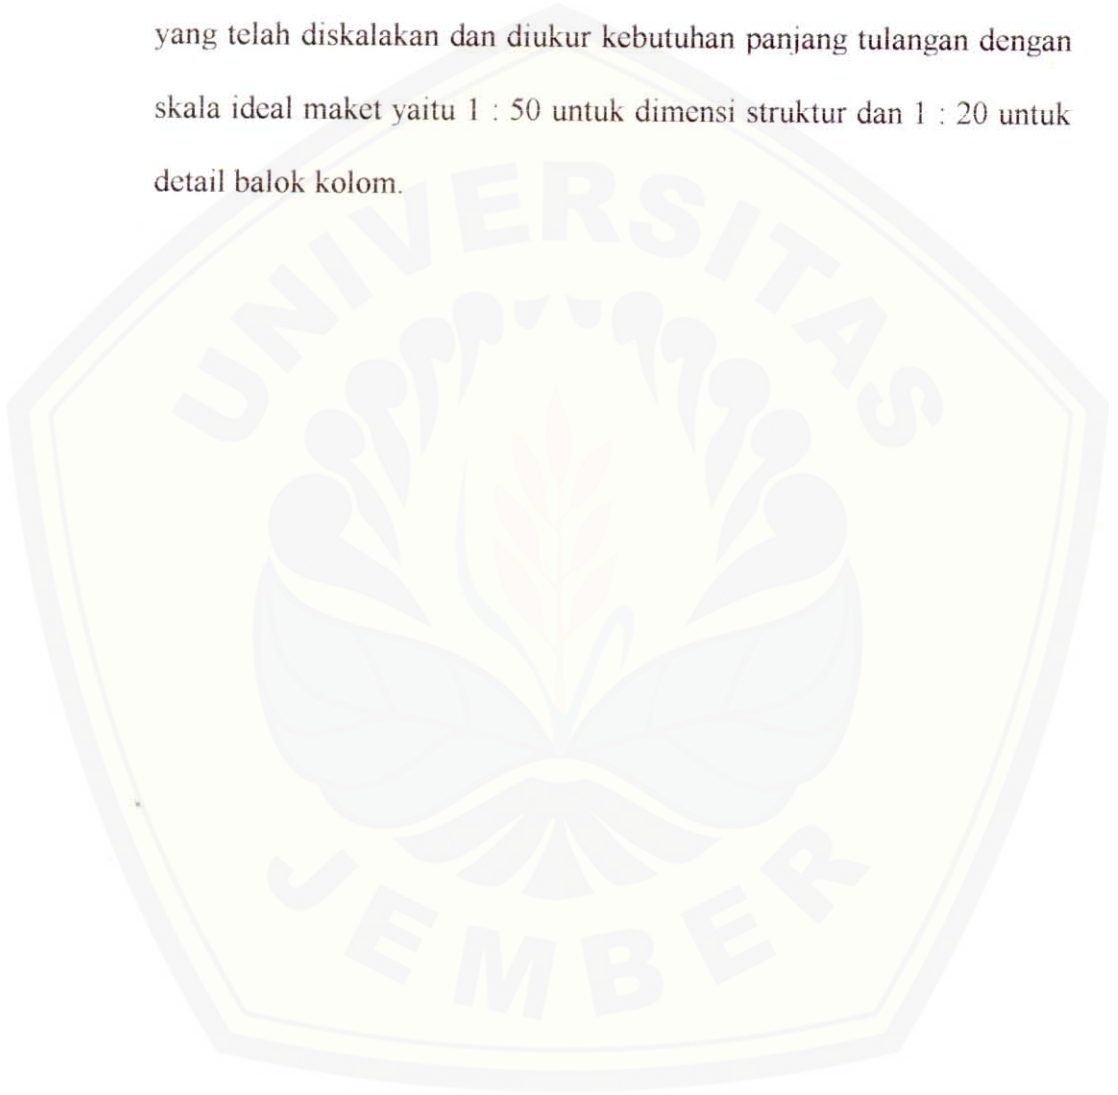 yang telah diskalakan dan diukur kebutuhan panjang tulangan dengan
skala ideal maket yaitu 1 : 50 untuk dimensi struktur dan 1 : 20 untuk
detail balok kolom.
UNIVERSITAS
JEMBER